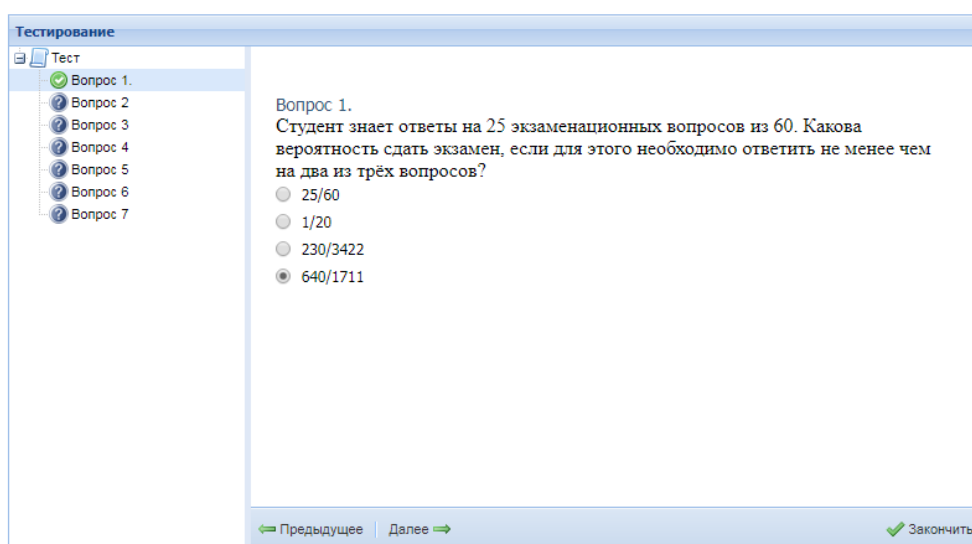 Тестирование
Тест
Вопрос 1.
Вопрос 2
Вопрос 3
Вопрос 4
Вопрос 5
Вопрос 6
Вопрос 7
Вопрос 1.
Студент знает ответы на 25 экзаменационных вопросов из 60. Какова
вероятность сдать экзамен, если для этого необходимо ответить не менее чем
на два из трёх вопросов?
25/60
1/20
230/3422
640/1711
Предыдущее Далее Закончить